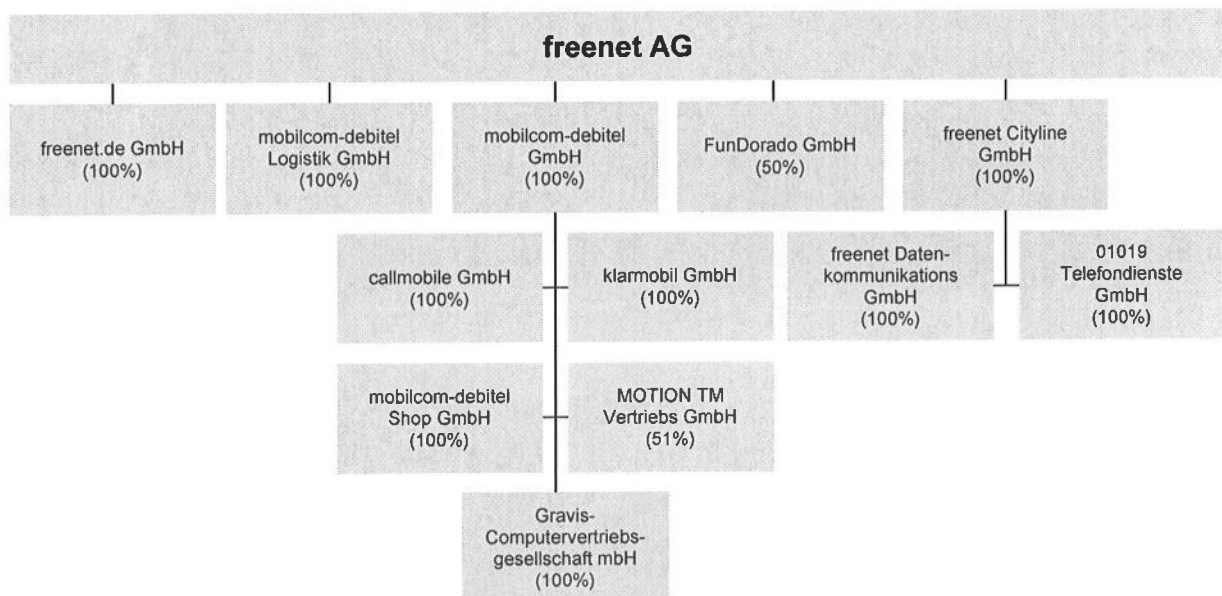 freenet AG
freenet.de GmbH
(100%)
mobilcom-debitel
Logistik GmbH
(100%)
mobilcom-debitel
GmbH
(100%)
FunDorado GmbH
(50%)
freenet Cityline
GmbH
(100%)
callmobile GmbH
(100%)
klarmobil GmbH
(100%)
freenet Daten-
kommunikations
GmbH
(100%)
01019
Telefondienste
GmbH
(100%)
mobilcom-debitel
Shop GmbH
(100%)
MOTION TM
Vertriebs GmbH
(51%)
Gravis-
Computervertriebs-
gesellschaft mbH
(100%)